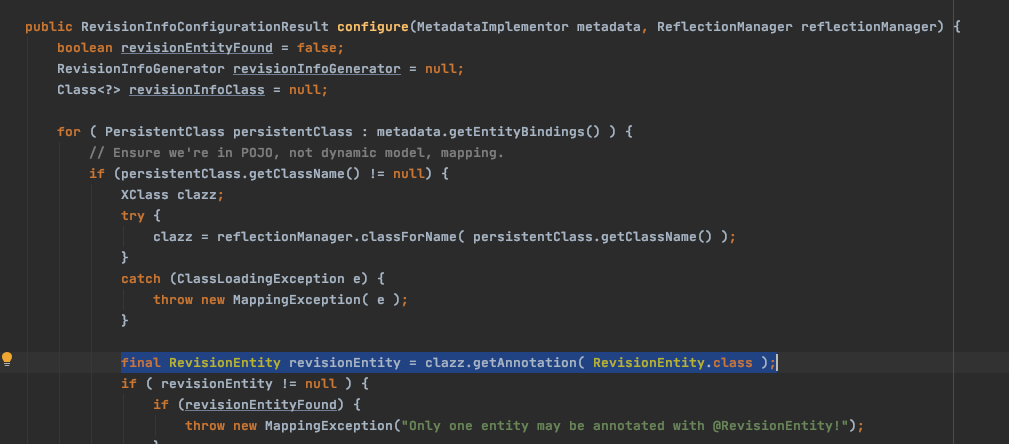 public RevisionInfoConfigurationResult configure(MetadataImplementor metadata, ReflectionManager reflectionManager) {
boolean revisionEntityFound = false;
RevisionInfoGenerator revisionInfoGenerator = null;
Class<?> revisionInfoClass = null;
for ( PersistentClass persistentClass : metadata.getEntityBindings() ) {
// Ensure we're in POJO, not dynamic model, mapping.
if (persistentClass.getClassName() != null) {
XClass clazz;
try {
clazz = reflectionManager.classForName( persistentClass.getClassName() );
}
catch (ClassLoadingException e) {
throw new MappingException( e );
}
final RevisionEntity revisionEntity = clazz.getAnnotation( RevisionEntity.class );
if ( revisionEntity != null ) {
if (revisionEntityFound) {
throw new MappingException("Only one entity may be annotated with @RevisionEntity!");
}